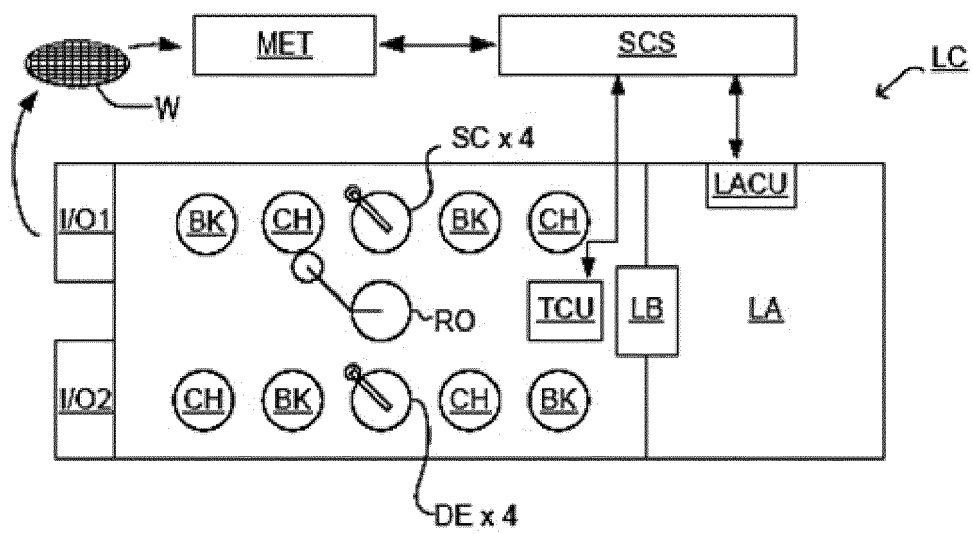 MET
SCS
LC
W
SC x 4
I/O1
BK
CH
BK
CH
LACU
RO
TCU
LB
LA
I/O2
CH
BK
CH
BK
DE x 4